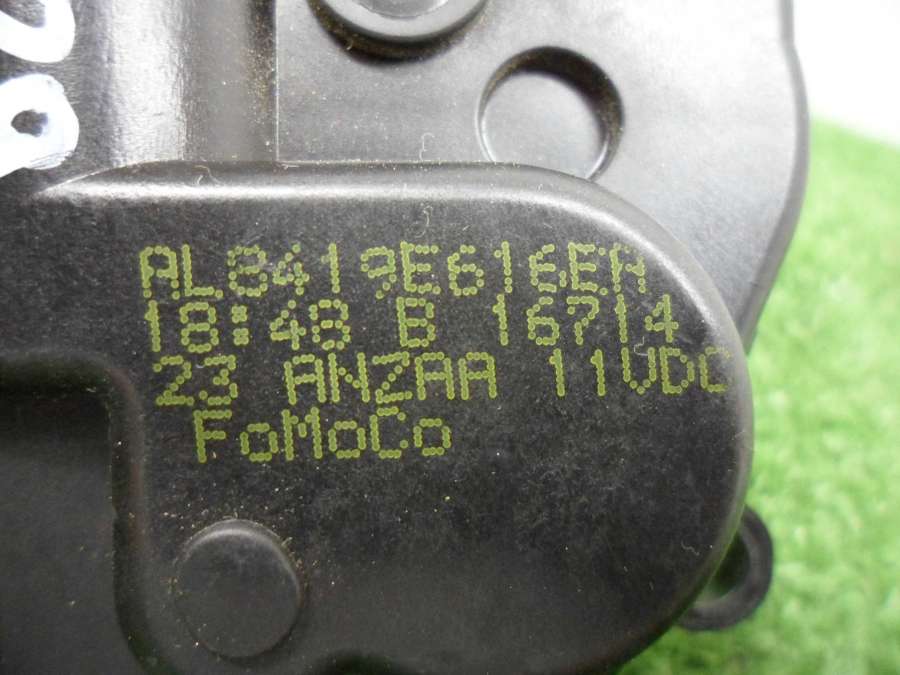 AL8419E616EA
18:48 B 16714
23 ANZAA 11VDC
FoMoCo